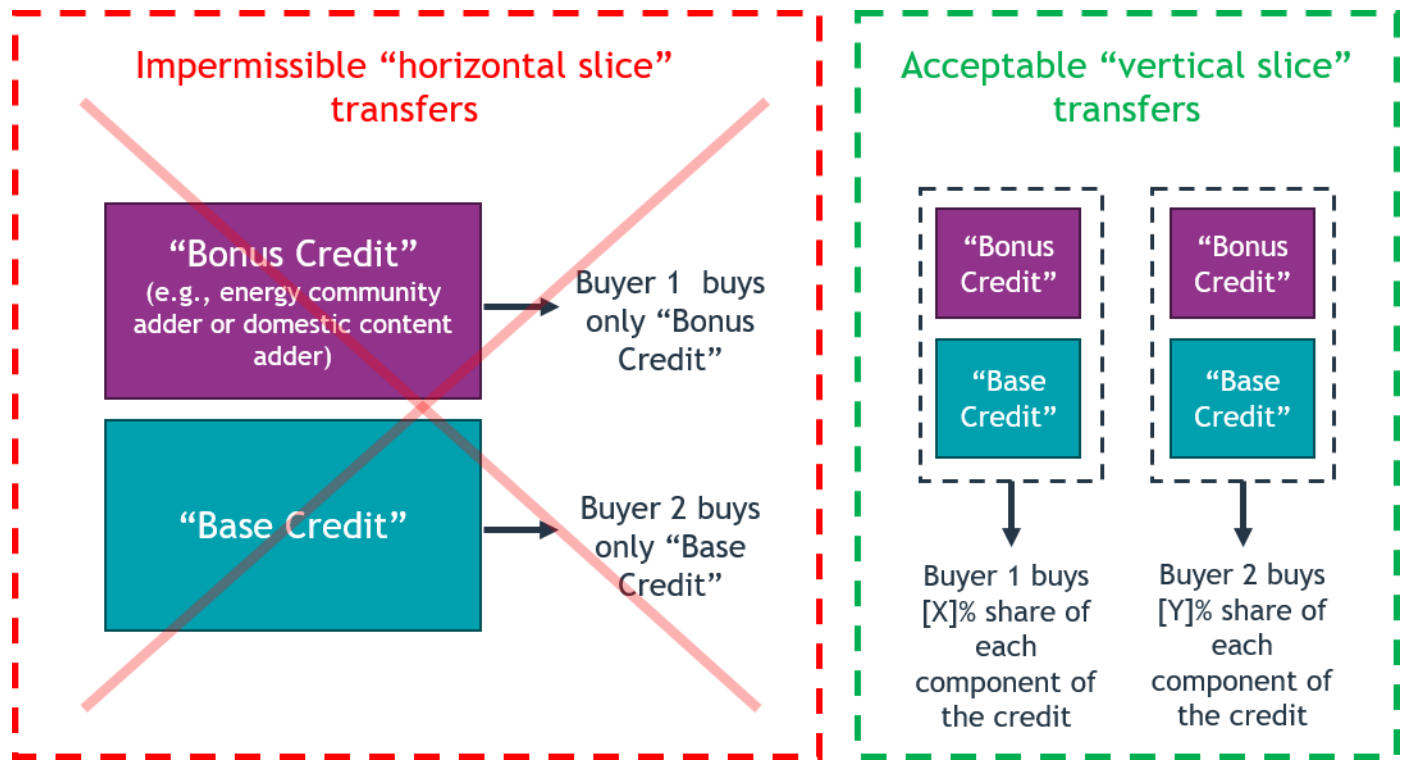 Impermissible “horizontal slice”
transfers
“Bonus Credit”
(e.g., energy community
adder or domestic content
adder)
Buyer 1 buys
only “Bonus
Credit”
“Base Credit”
Buyer 2 buys
only “Base
Credit”
Acceptable “vertical slice”
transfers
“Bonus
Credit”
“Base
Credit”
Buyer 1 buys
[X]% share of
each
component of
the credit
“Bonus
Credit”
“Base
Credit”
Buyer 2 buys
[Y]% share of
each
component of
the credit